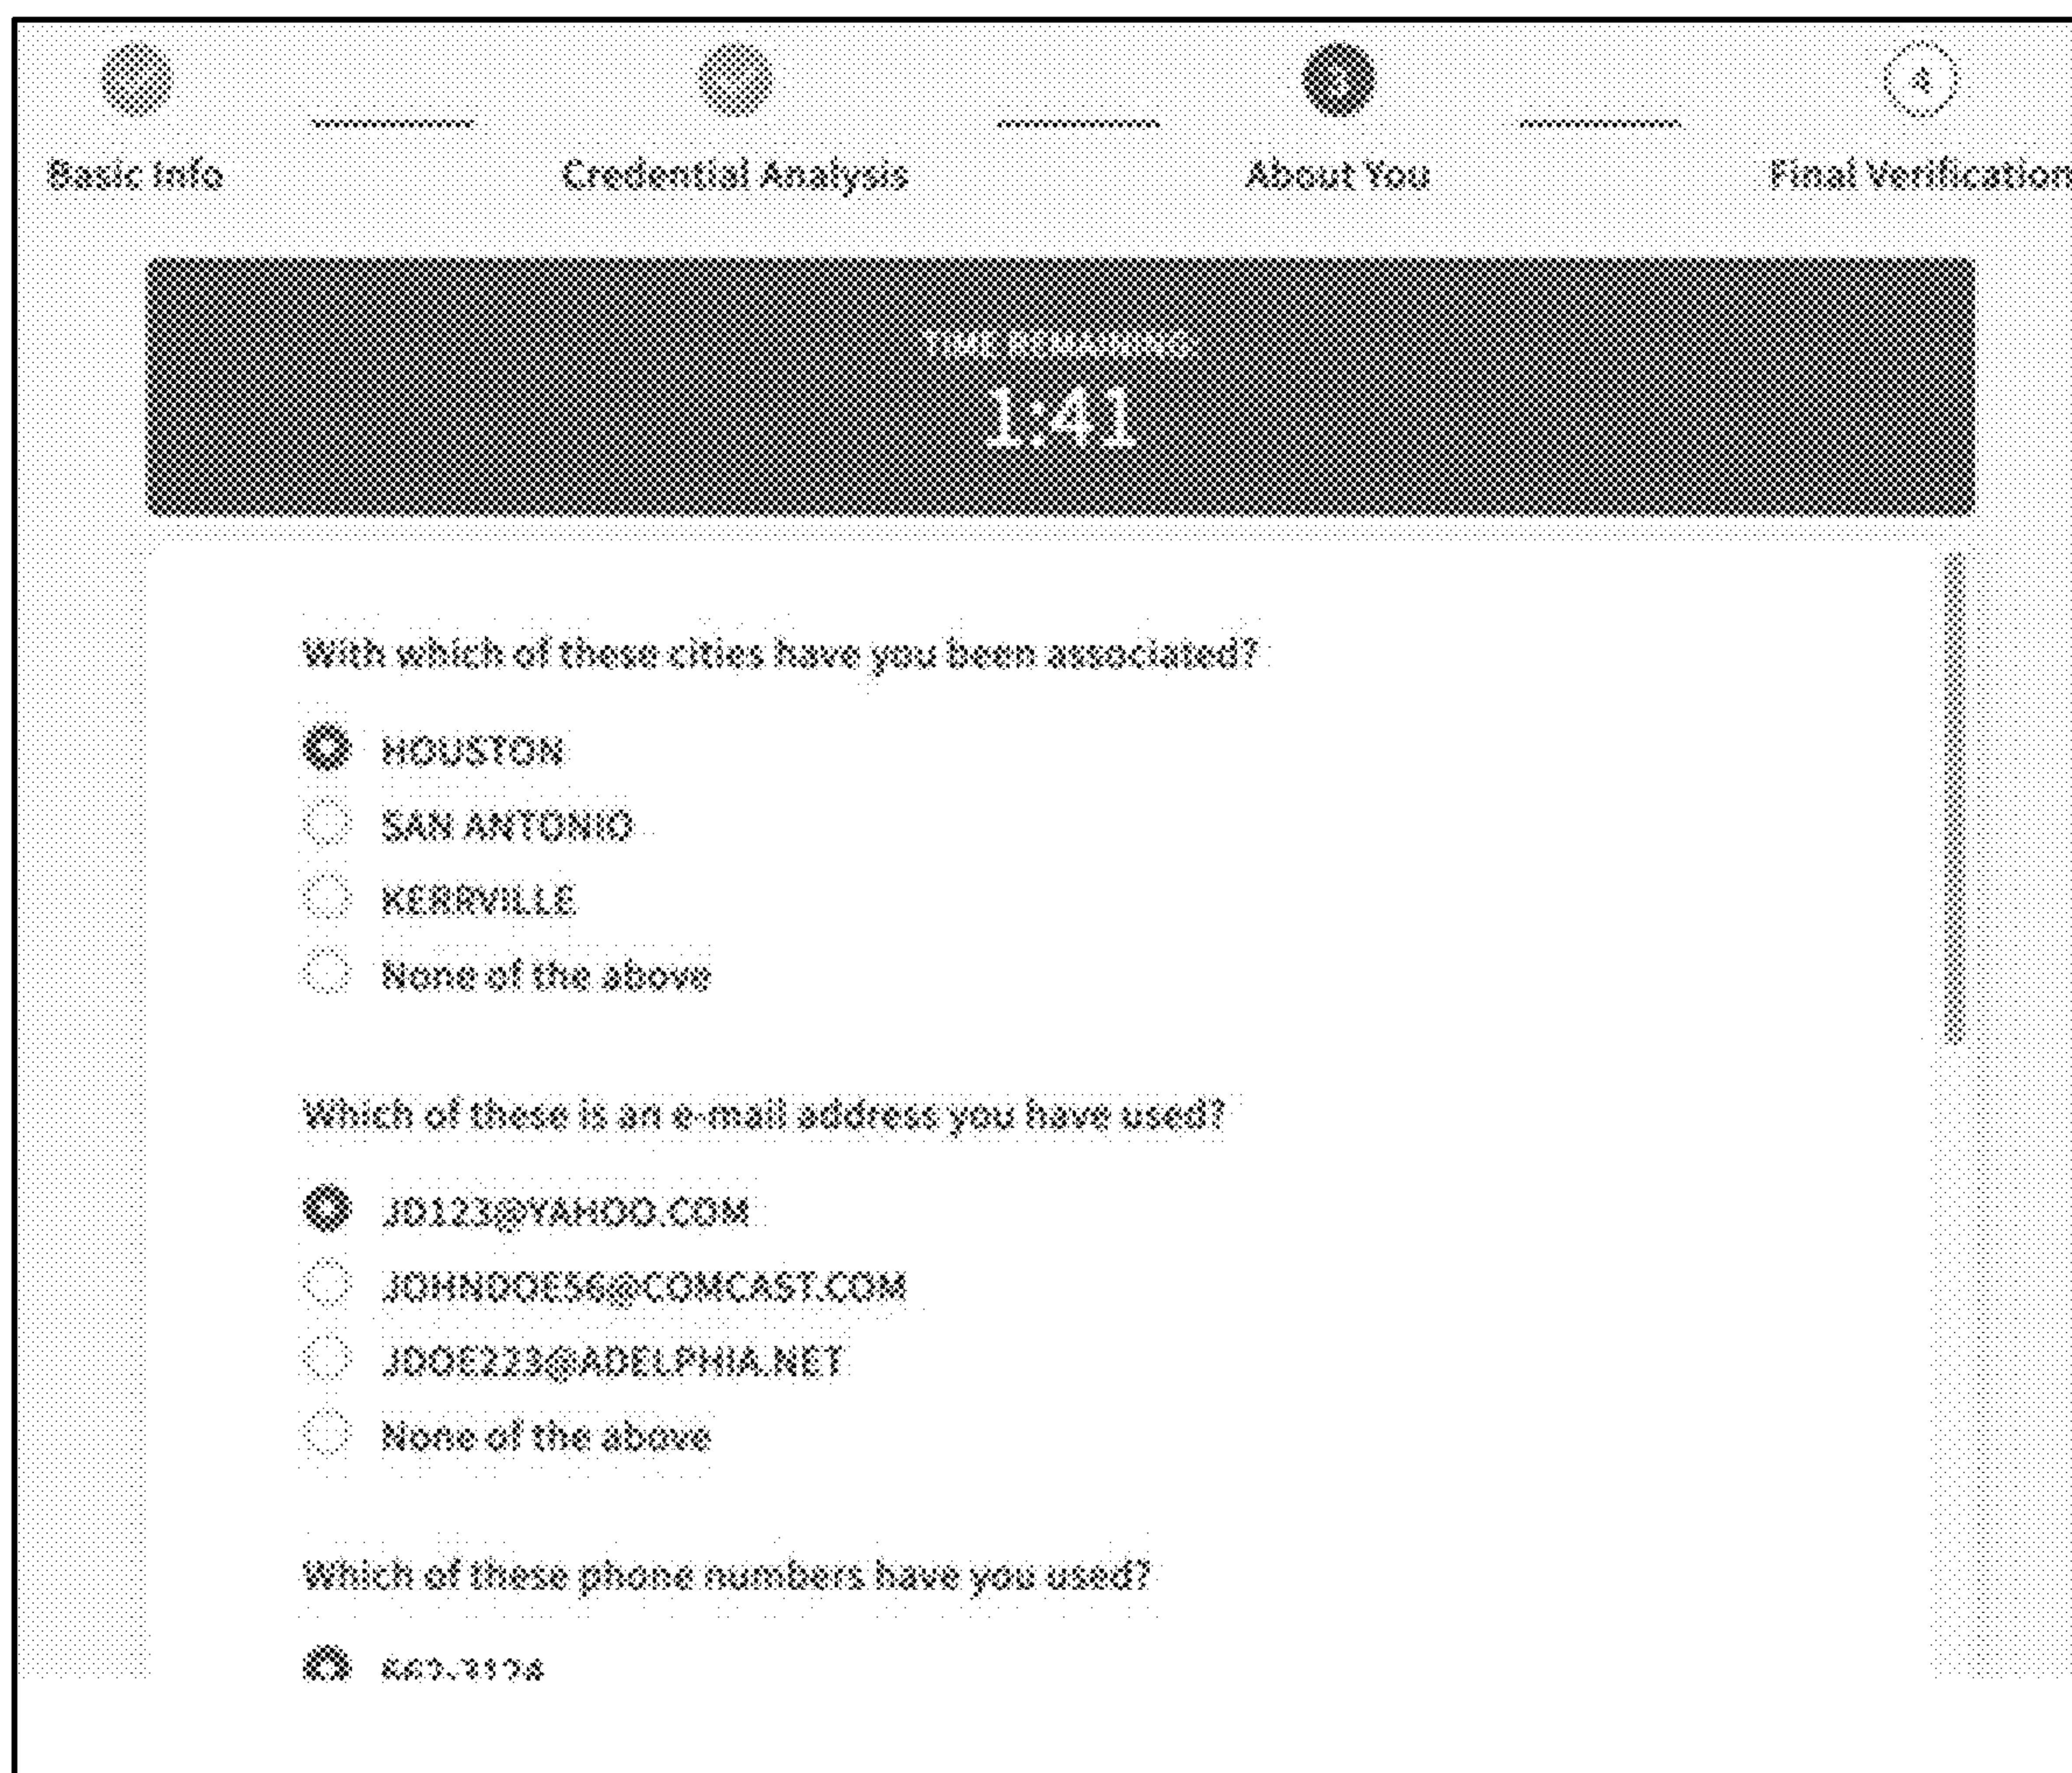 3
4
Basic Info
Credential Analysis
About You
Final Verification
TIME REMAINING:
1:41
With which of these cities have you been associated?
HOUSTON
SAN ANTONIO
KERRVILLE
None of the above
Which of these is an e-mail address you have used?
JD123@YAHOO.COM
JOHNDOE56@COMCAST.COM
JDOE223@ADELPHIA.NET
None of the above
Which of these phone numbers have you used?